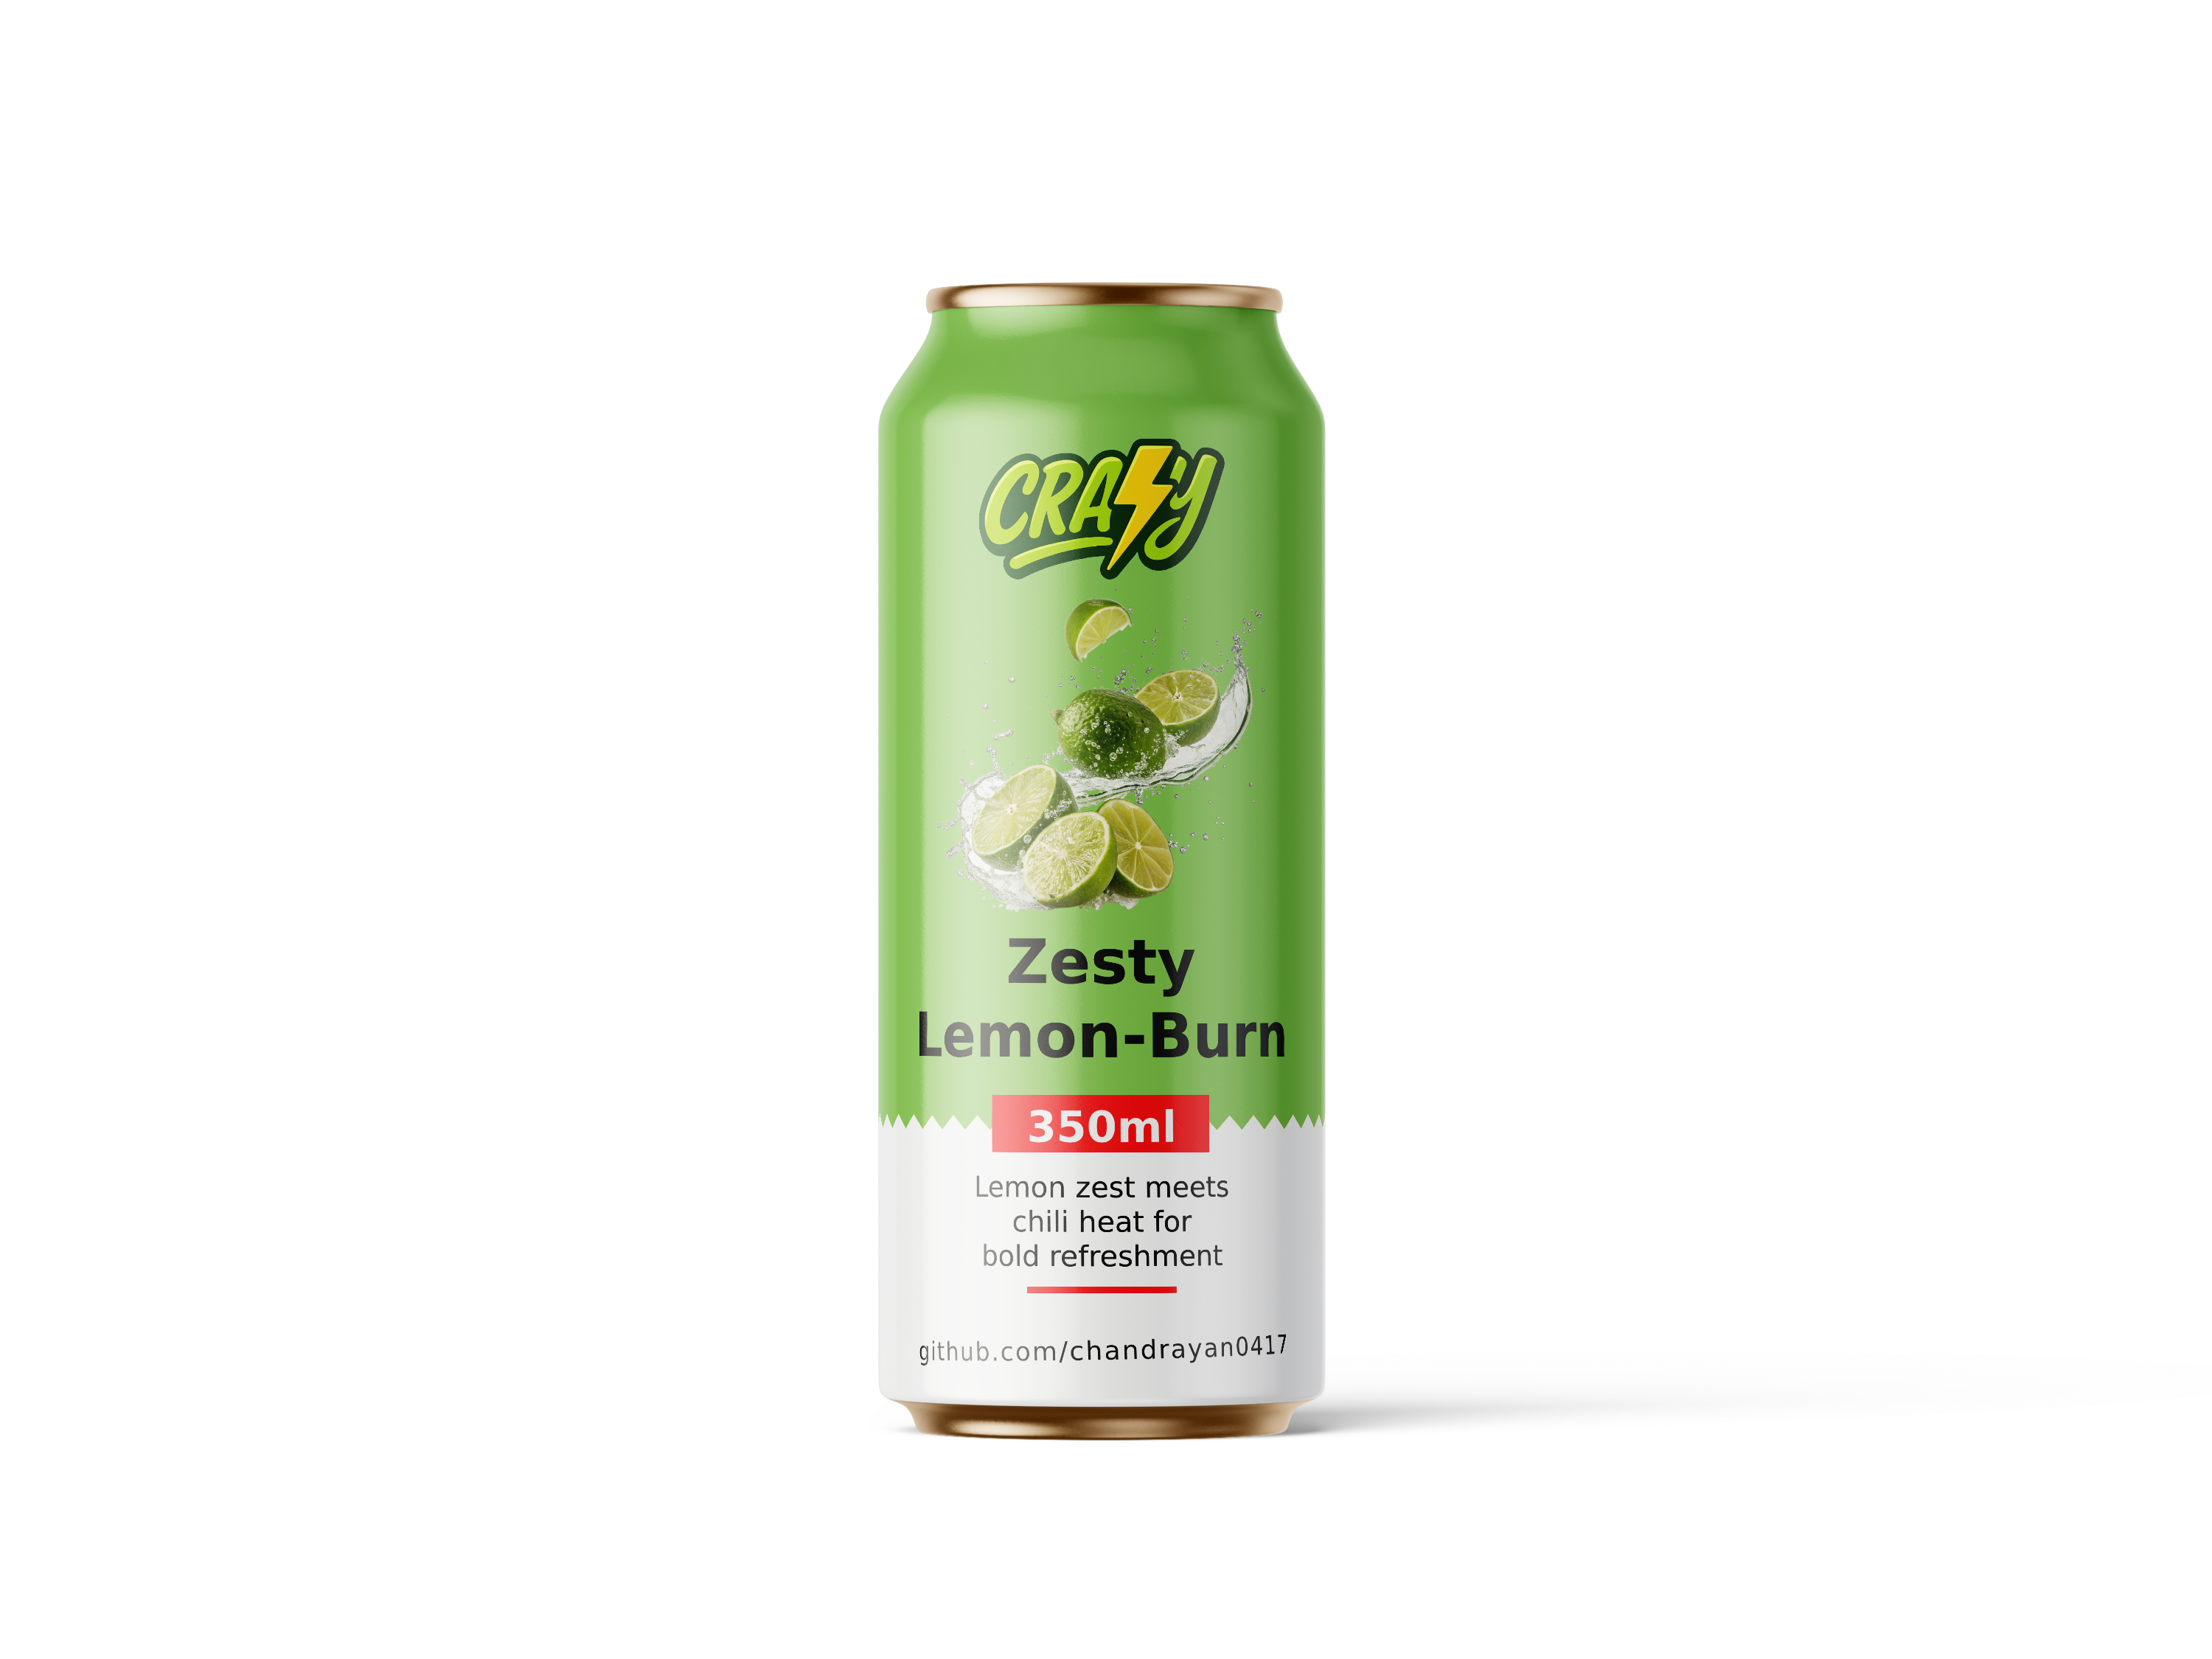 CRAZY
Zesty
Lemon-Burn
350ml
Lemon zest meets
chili heat for
bold refreshment
github.com/chandrayan0417